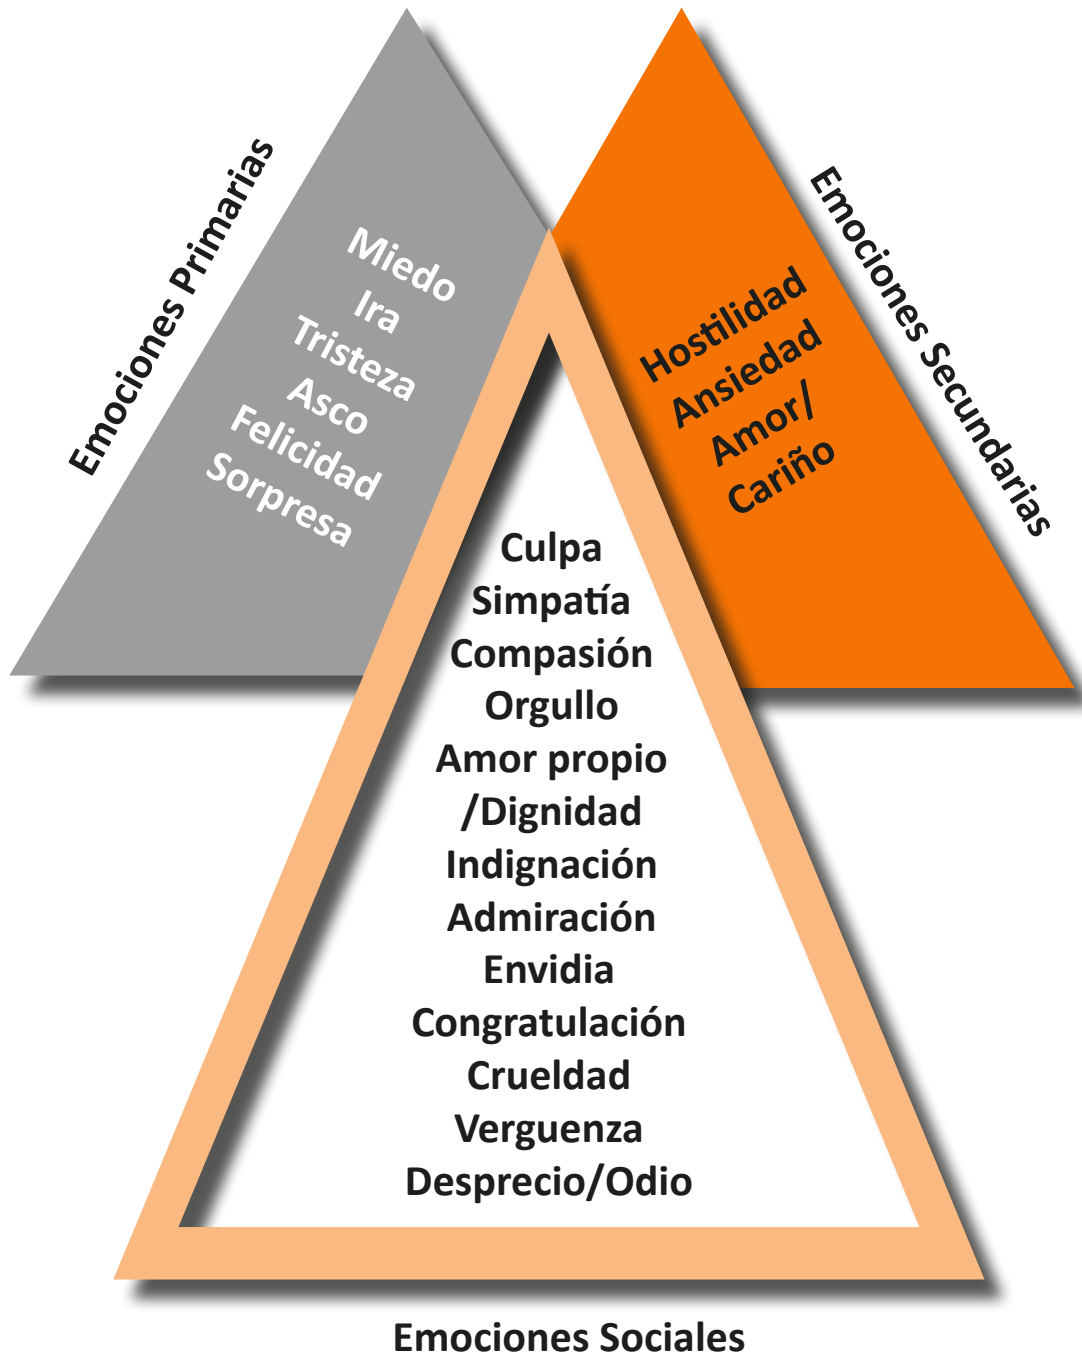 Emociones Primarias
Miedo
Ira
Tristeza
Asco
Felicidad
Sorpresa
Emociones Secundarias
Hostilidad
Ansiedad
Amor/
Cariño
Culpa
Simpatía
Compasión
Orgullo
Amor propio
/Dignidad
Indignación
Admiración
Envidia
Congratulación
Crueldad
Verguenza
Desprecio/Odio
Emociones Sociales